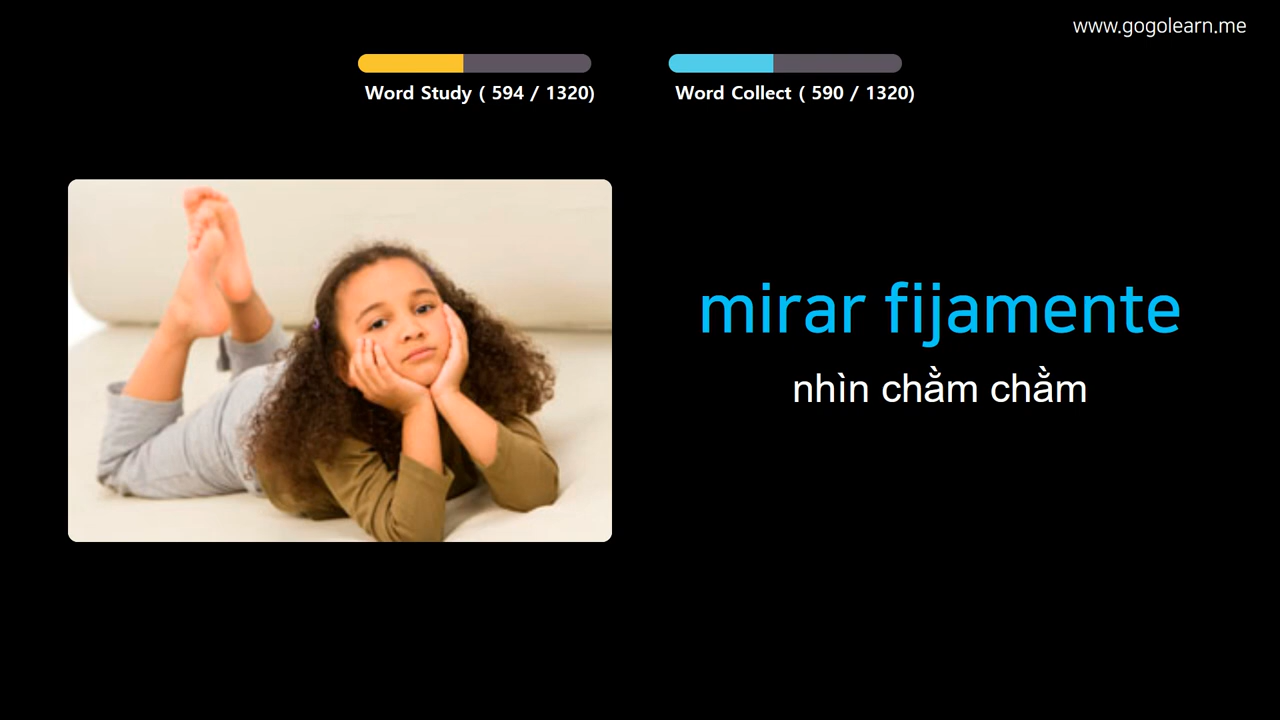 www.gogolearn.me
Word Study ( 594 / 1320)
Word Collect ( 590 / 1320)
mirar fijamente
nhìn chằm chằm